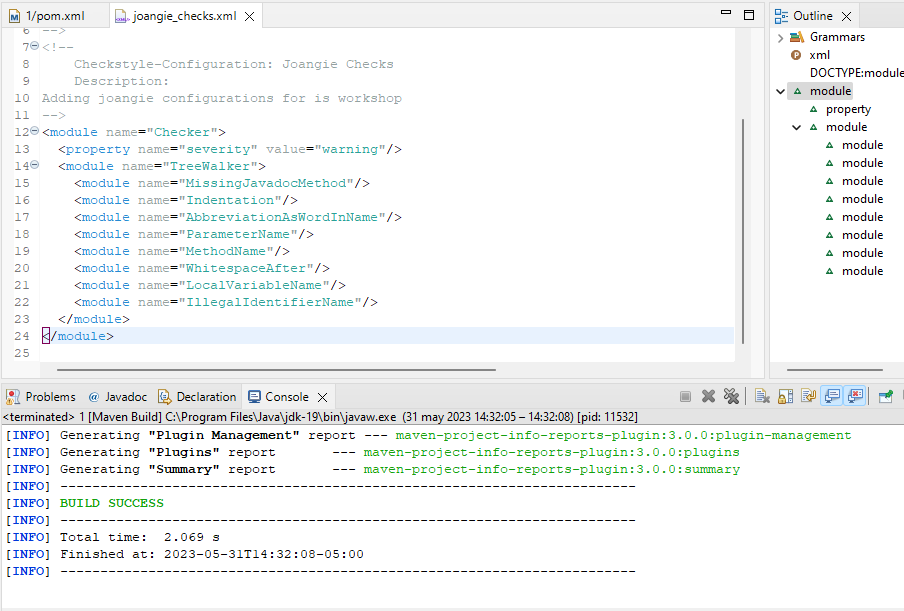 1/pom.xml
joangie_checks.xml
Outline
6 -->
7 <!--
8 Checkstyle-Configuration: Joangie Checks
9 Description:
10 Adding joangie configurations for is workshop
11 -->
12 <module name="Checker">
13 <property name="severity" value="warning"/>
14 <module name="TreeWalker">
15 <module name="MissingJavadocMethod"/>
16 <module name="Indentation"/>
17 <module name="AbbreviationAsWordInName"/>
18 <module name="ParameterName"/>
19 <module name="MethodName"/>
20 <module name="WhitespaceAfter"/>
21 <module name="LocalVariableName"/>
22 <module name="IllegalIdentifierName"/>
23 </module>
24 </module>
25
Grammars
xml
DOCTYPE:module
module
property
module
module
module
module
module
module
module
module
module
Problems @ Javadoc Declaration Console
<terminated> 1 [Maven Build] C:\Program Files\Java\jdk-19\bin\javaw.exe (31 may 2023 14:32:05 – 14:32:08) [pid: 11532]
[INFO] Generating "Plugin Management" report --- maven-project-info-reports-plugin:3.0.0:plugin-management
[INFO] Generating "Plugins" report --- maven-project-info-reports-plugin:3.0.0:plugins
[INFO] Generating "Summary" report --- maven-project-info-reports-plugin:3.0.0:summary
[INFO] ------------------------------------------------------------------------
[INFO] BUILD SUCCESS
[INFO] ------------------------------------------------------------------------
[INFO] Total time: 2.069 s
[INFO] Finished at: 2023-05-31T14:32:08-05:00
[INFO] ------------------------------------------------------------------------